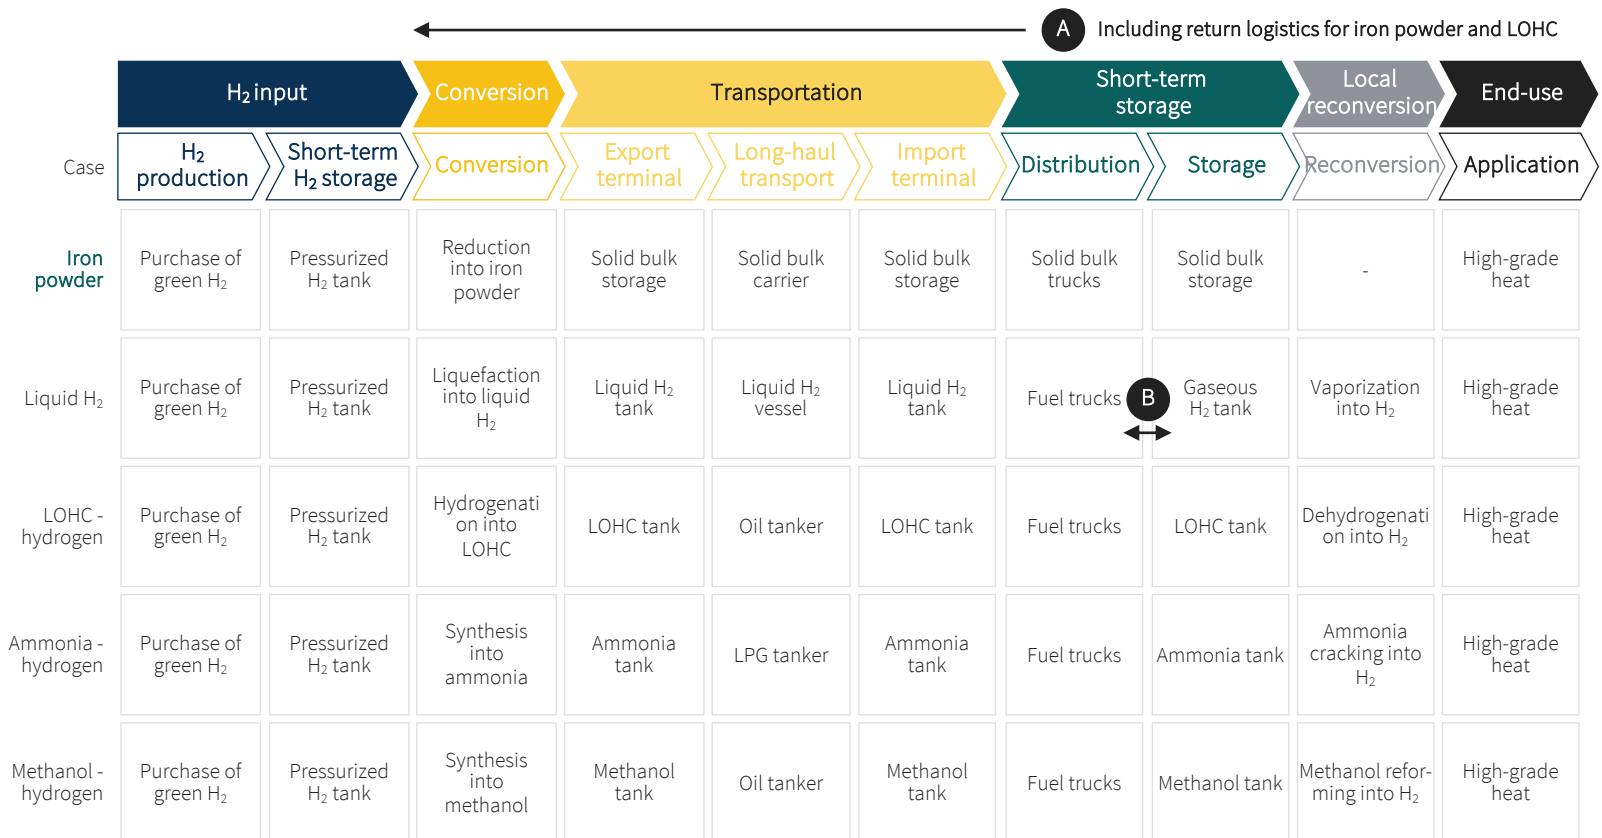 A Including return logistics for iron powder and LOHC
H₂ input
Conversion
Transportation
Short-term
storage
Local
reconversion
End-use
Case
H₂
production
Short-term
H₂ storage
Conversion
Export
terminal
Long-haul
transport
Import
terminal
Distribution
Storage
Reconversion
Application
Iron
powder
Purchase of
green H₂
Pressurized
H₂ tank
Reduction
into iron
powder
Solid bulk
storage
Solid bulk
carrier
Solid bulk
storage
Solid bulk
trucks
Solid bulk
storage
-
High-grade
heat
Liquid H₂
Purchase of
green H₂
Pressurized
H₂ tank
Liquefaction
into liquid
H₂
Liquid H₂
tank
Liquid H₂
vessel
Liquid H₂
tank
Fuel trucks
B
Gaseous
H₂ tank
Vaporization
into H₂
High-grade
heat
LOHC -
hydrogen
Purchase of
green H₂
Pressurized
H₂ tank
Hydrogenati
on into
LOHC
LOHC tank
Oil tanker
LOHC tank
Fuel trucks
LOHC tank
Dehydrogenati
on into H₂
High-grade
heat
Ammonia -
hydrogen
Purchase of
green H₂
Pressurized
H₂ tank
Synthesis
into
ammonia
Ammonia
tank
LPG tanker
Ammonia
tank
Fuel trucks
Ammonia tank
Ammonia
cracking into
H₂
High-grade
heat
Methanol -
hydrogen
Purchase of
green H₂
Pressurized
H₂ tank
Synthesis
into
methanol
Methanol
tank
Oil tanker
Methanol
tank
Fuel trucks
Methanol tank
Methanol refor-
ming into H₂
High-grade
heat